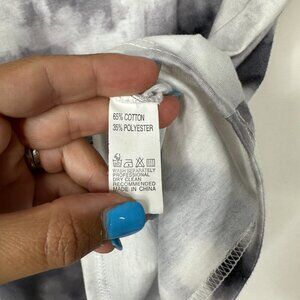 65% COTTON
35% POLYESTER
WASH SEPARATELY
PROFESSIONAL
DRY CLEAN
RECOMMENDED
MADE IN CHINA